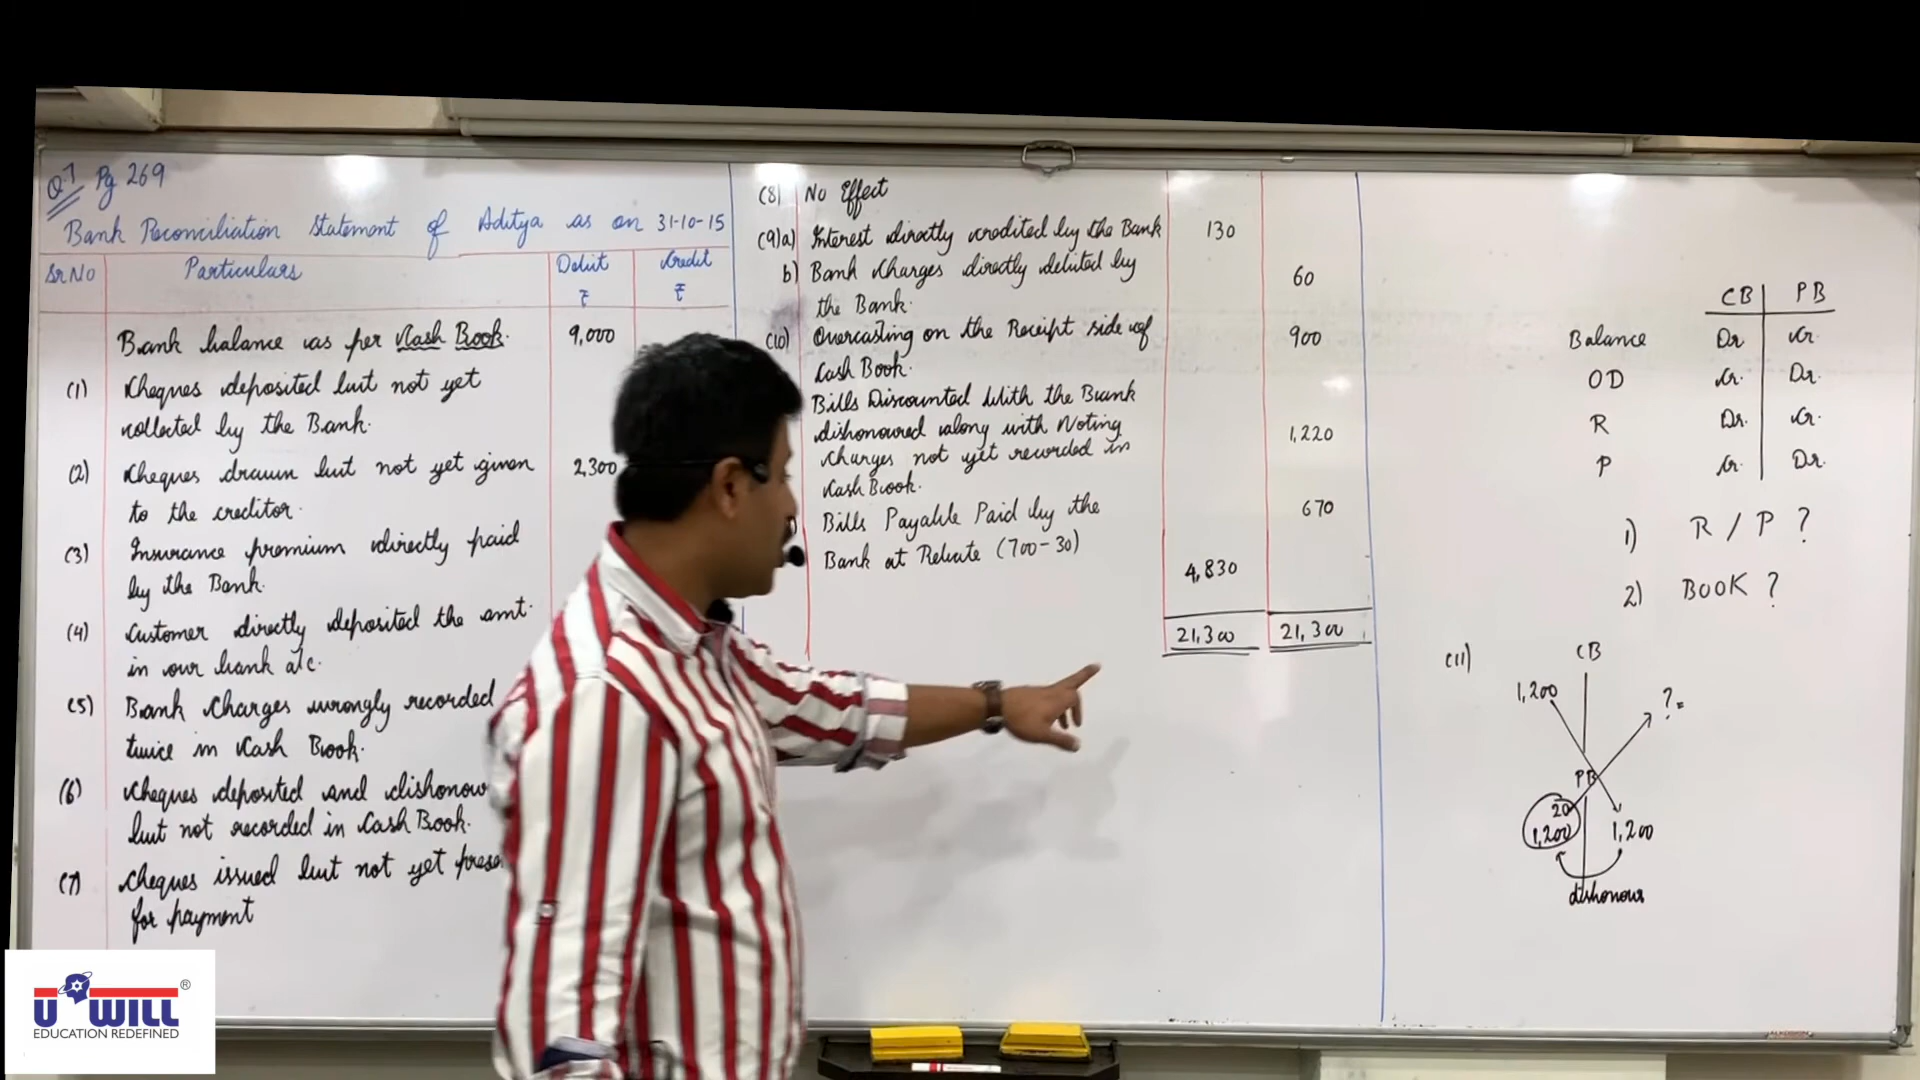 Q.7 Pg 269
Bank Reconciliation Statement of Aditya as on 31-10-15
Sr No Particulars Debit ₹ Credit ₹
Bank balance as per Cash Book. 9,000
(1) Cheques deposited but not yet
collected by the Bank.
(2) Cheques drawn but not yet given 2,300
to the creditor.
(3) Insurance premium directly paid
by the Bank.
(4) Customer directly deposited the amt.
in our bank a/c.
(5) Bank Charges wrongly recorded
twice in Cash Book.
(6) Cheques deposited and dishonou
but not recorded in Cash Book.
(7) Cheques issued but not yet prese
for payment
(8) No Effect
(9)a) Interest directly credited by the Bank 130
b) Bank Charges directly debited by
the Bank. 60
(10) Overcasting on the Receipt side of 900
Cash Book.
Bills Discounted With the Bank
dishonoured along with Noting 1,220
Charges not yet recorded in
Cash Book.
Bills Payable Paid by the 670
Bank at Rebate (700-30)
4,830
21,300 21,300
CB PB
Balance Dr Cr.
OD Cr. Dr.
R Dr. Cr.
P Cr. Dr.
1) R / P ?
2) BOOK ?
(11) CB
1,200 ?
PB
20
1,200 1,200
dishonour
U WILL ®
EDUCATION REDEFINED